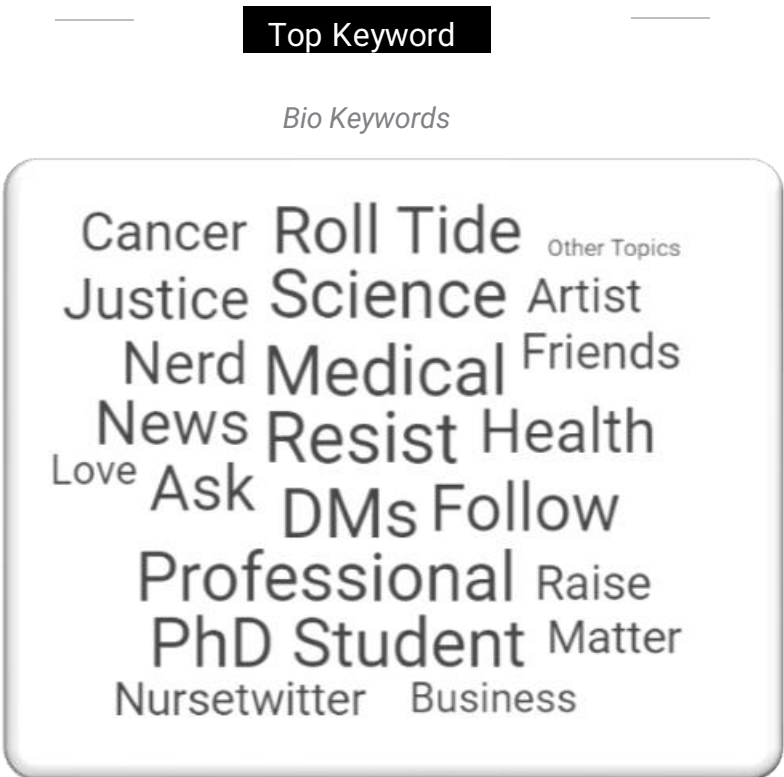 Top Keyword
Bio Keywords
Cancer Roll Tide Other Topics
Justice Science Artist
Nerd Medical Friends
News Resist Health
Love Ask DMs Follow
Professional Raise
PhD Student Matter
Nursetwitter Business